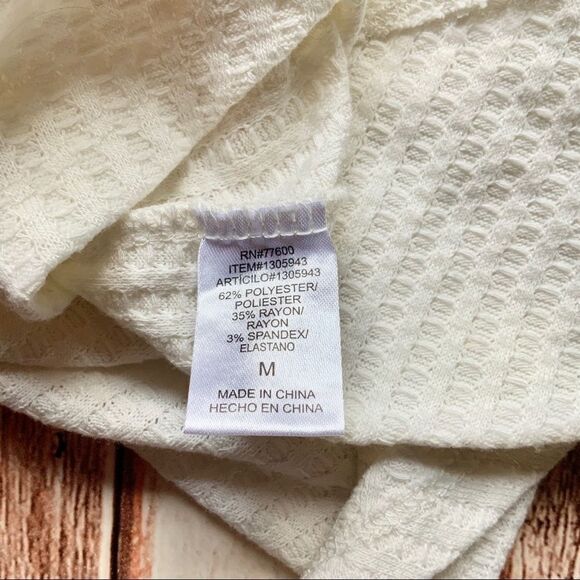 RN#77600
ITEM#1305943
ARTÍCILO#1305943
62% POLYESTER/
POLIESTER
35% RAYON/
RAYON
3% SPANDEX/
ELASTANO
M
MADE IN CHINA
HECHO EN CHINA